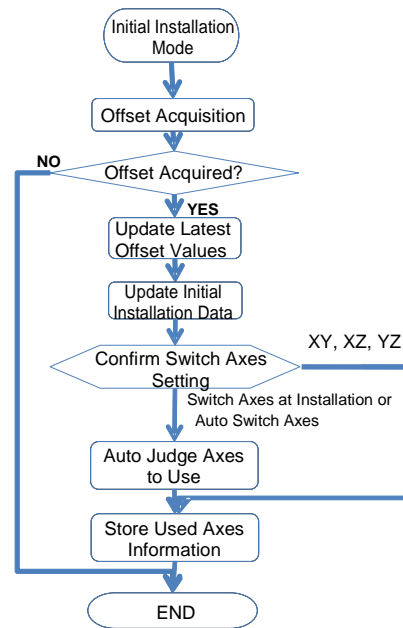 Initial Installation
Mode
Offset Acquisition
NO
Offset Acquired?
YES
Update Latest
Offset Values
Update Initial
Installation Data
XY, XZ, YZ
Confirm Switch Axes
Setting
Switch Axes at Installation or
Auto Switch Axes
Auto Judge Axes
to Use
Store Used Axes
Information
END